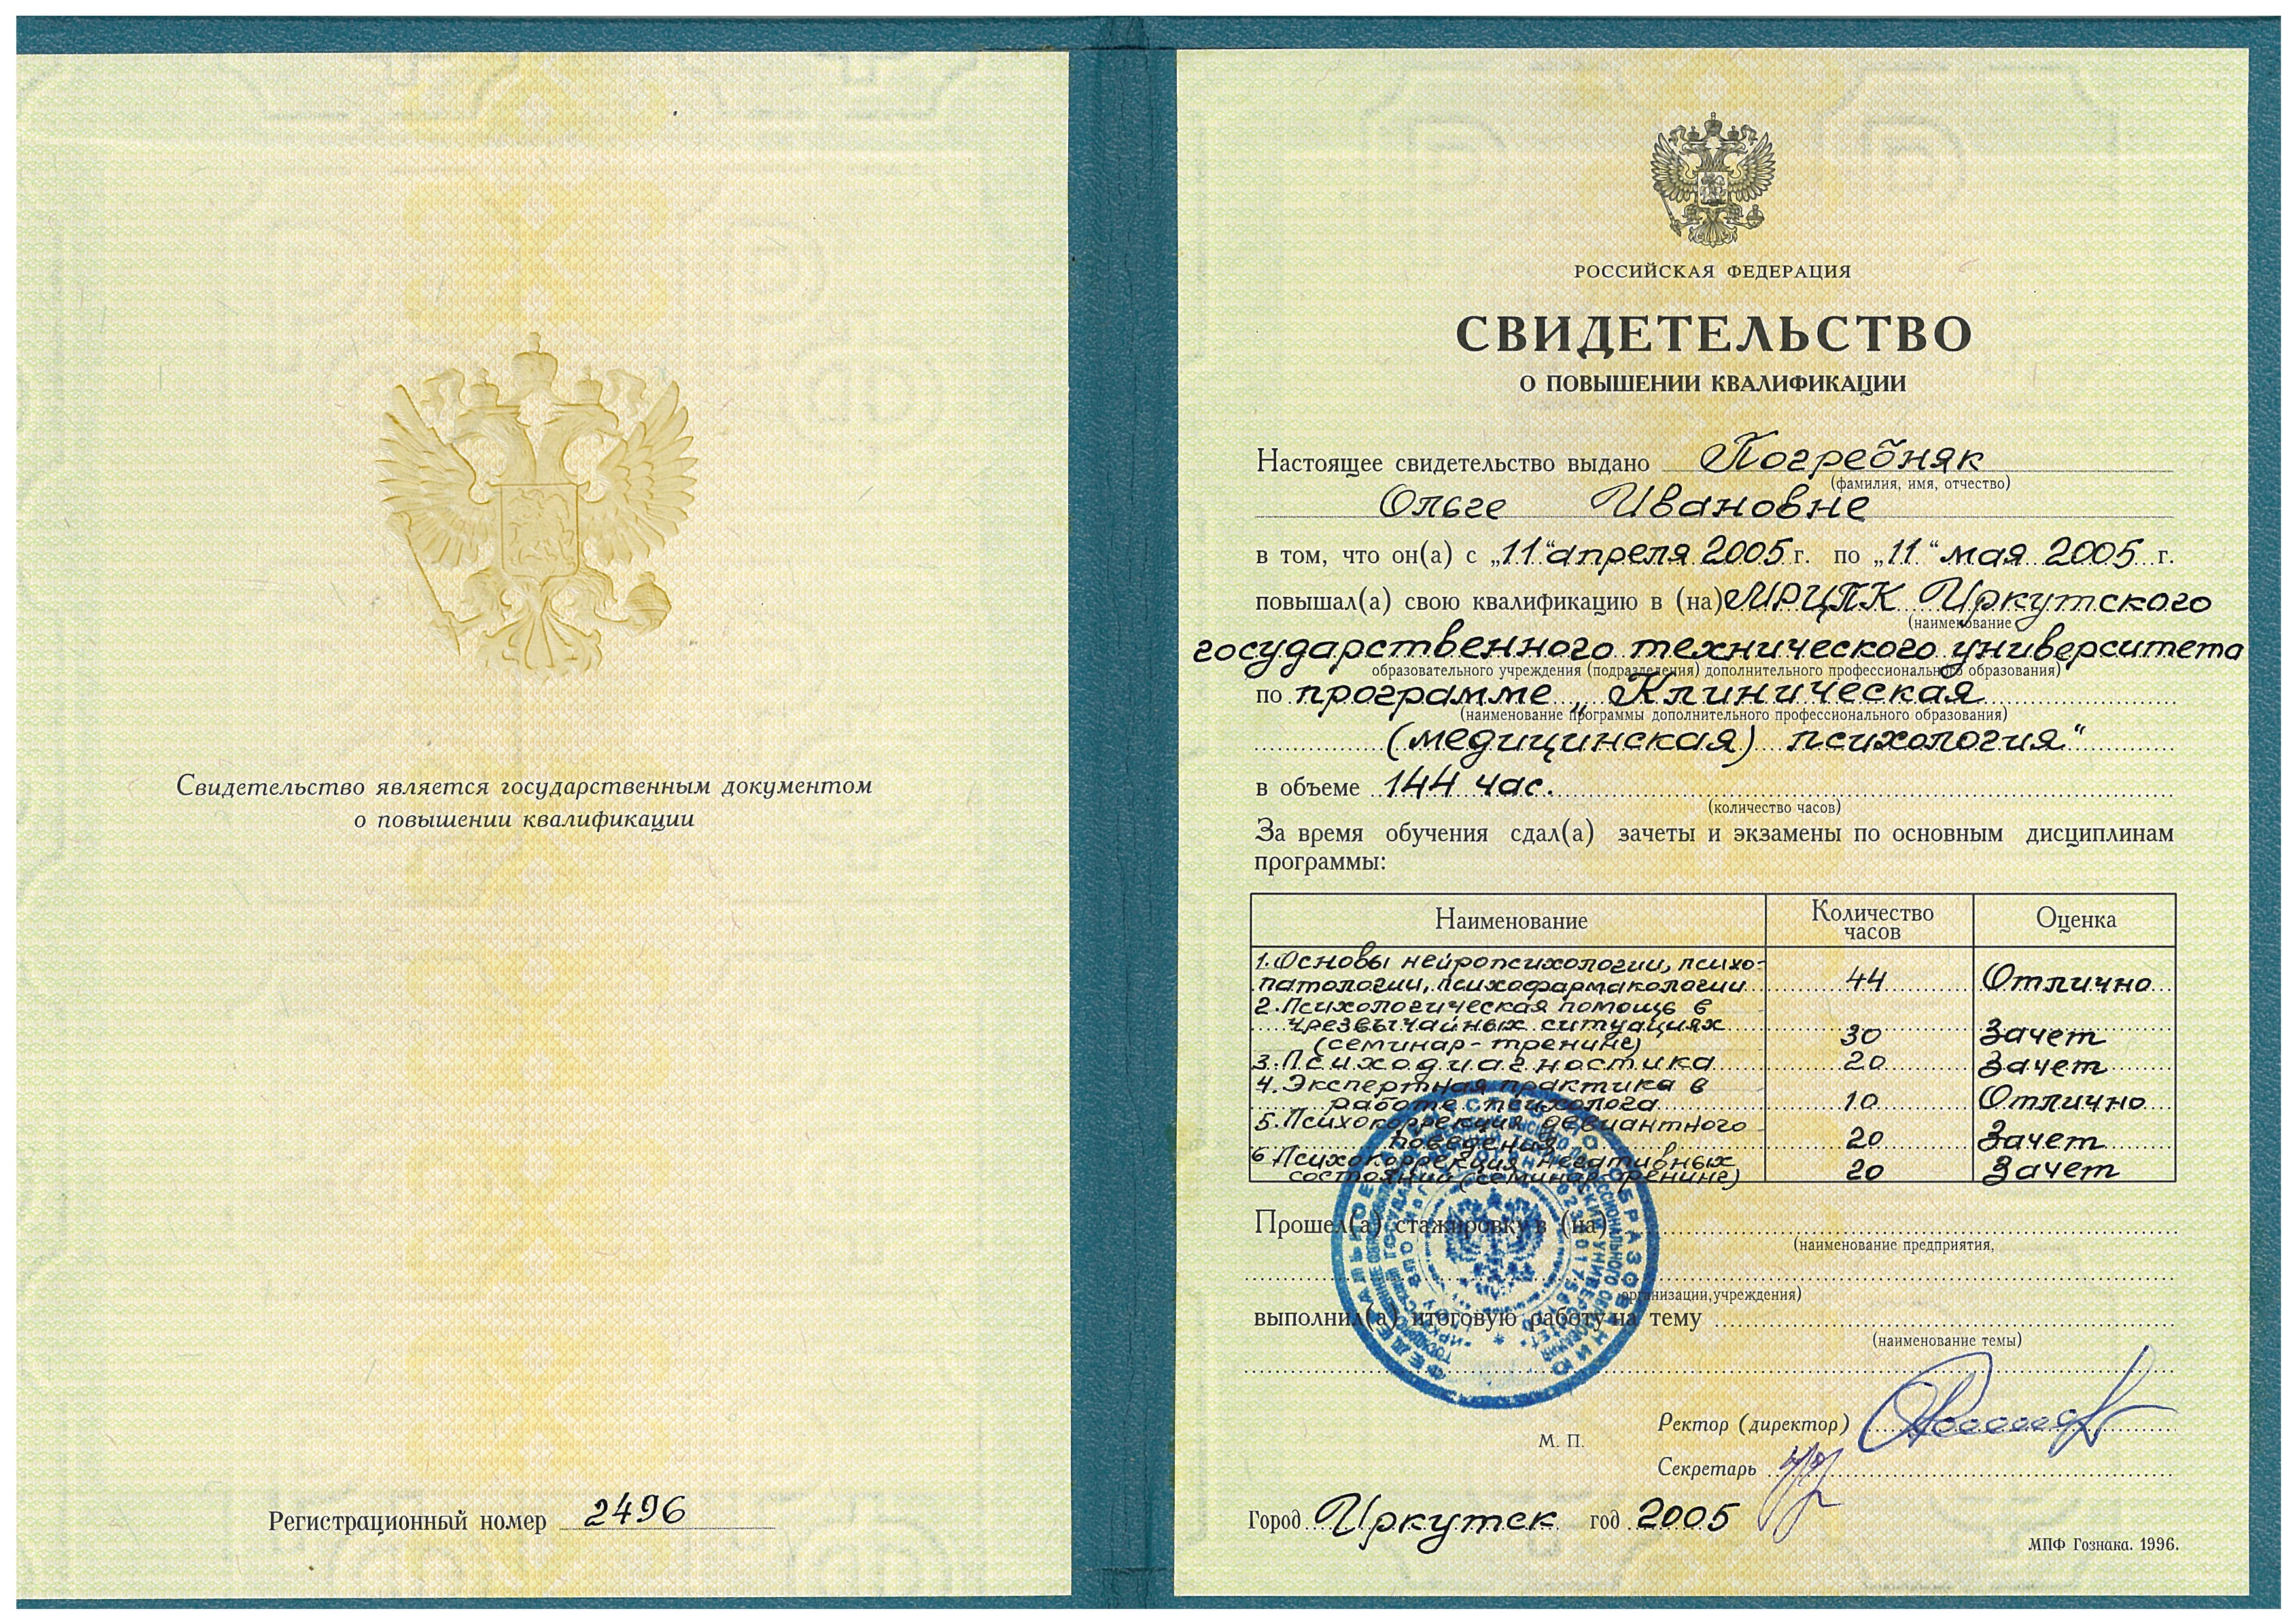 Свидетельство является государственным документом
о повышении квалификации
Регистрационный номер 2496
РОССИЙСКАЯ ФЕДЕРАЦИЯ
СВИДЕТЕЛЬСТВО
О ПОВЫШЕНИИ КВАЛИФИКАЦИИ
Настоящее свидетельство выдано Погребняк
(фамилия, имя, отчество)
Ольге Ивановне
в том, что он(а) с „11“ апреля 2005 г. по „11“ мая 2005 г.
повышал(а) свою квалификацию в (на) МРЦПК Иркутского
(наименование
государственного технического университета
образовательного учреждения (подразделения) дополнительного профессионального образования)
по программе „Клиническая
(наименование программы дополнительного профессионального образования)
(медицинская) психология“
в объеме 144 час.
(количество часов)
За время обучения сдал(а) зачеты и экзамены по основным дисциплинам
программы:
Наименование Количество часов Оценка
1. Основы нейропсихологии, психо-
патологии, психофармакологии 44 Отлично
2. Психологическая помощь в
чрезвычайных ситуациях
(семинар-тренинг) 30 Зачет
3. Психодиагностика 20 Зачет
4. Экспертная практика в
работе психолога 10 Отлично
5. Психокоррекция девиантного
поведения 20 Зачет
6 Психокоррекция негативных
состояний (семинар-тренинг) 20 Зачет
Прошел(а) стажировку в (на)
(наименование предприятия,
организации, учреждения)
выполнил(а) итоговую работу на тему
(наименование темы)
Ректор (директор)
М. П.
Секретарь
Город Иркутск год 2005
МПФ Гознака. 1996.